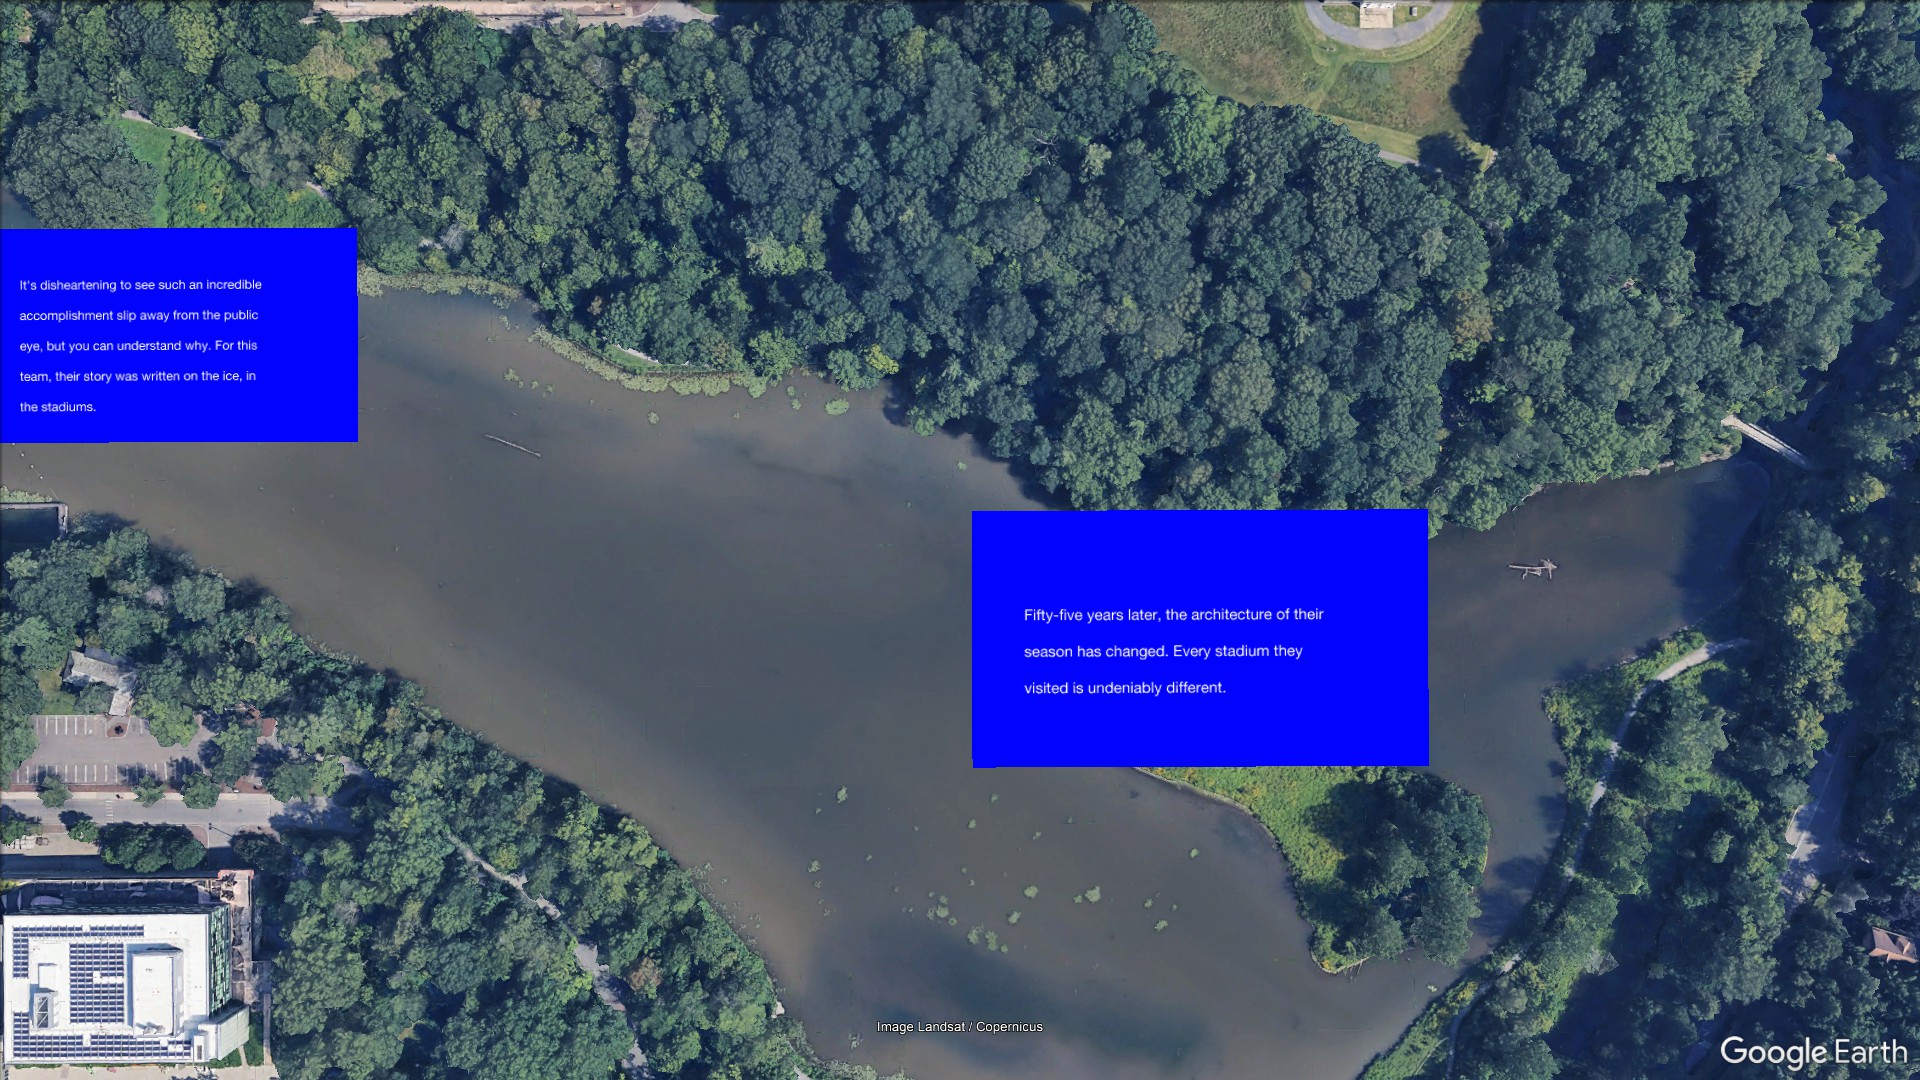 It's disheartening to see such an incredible
accomplishment slip away from the public
eye, but you can understand why. For this
team, their story was written on the ice, in
the stadiums.
Fifty-five years later, the architecture of their
season has changed. Every stadium they
visited is undeniably different.
Image Landsat / Copernicus
Google Earth